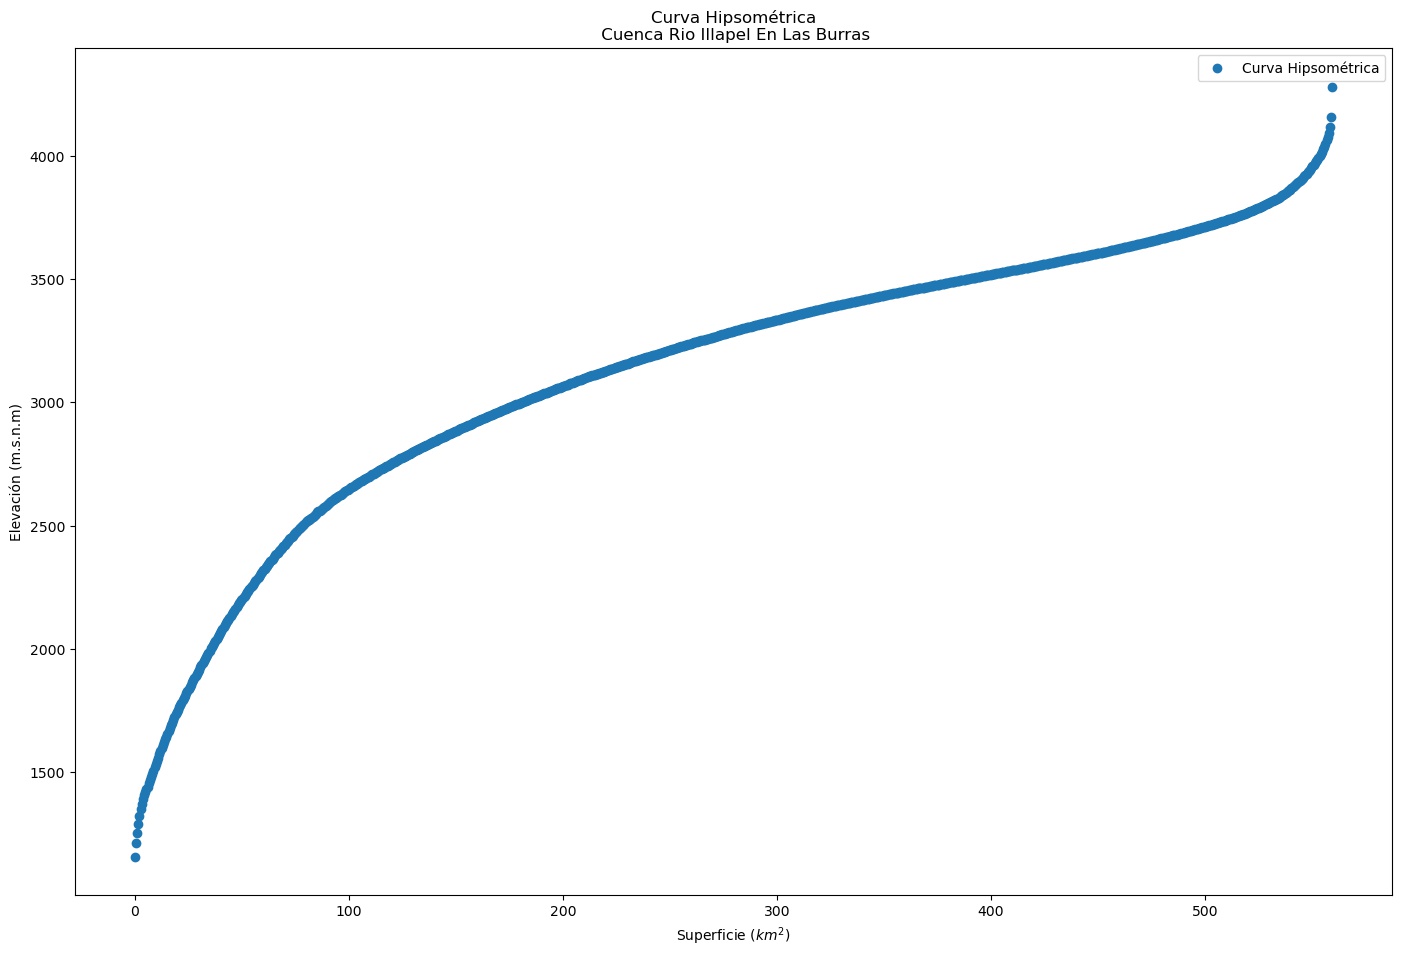 Curva Hipsométrica
Cuenca Rio Illapel En Las Burras
Curva Hipsométrica
4000
3500
3000
2500
2000
1500
Elevación (m.s.n.m)
0 100 200 300 400 500
Superficie (km²)